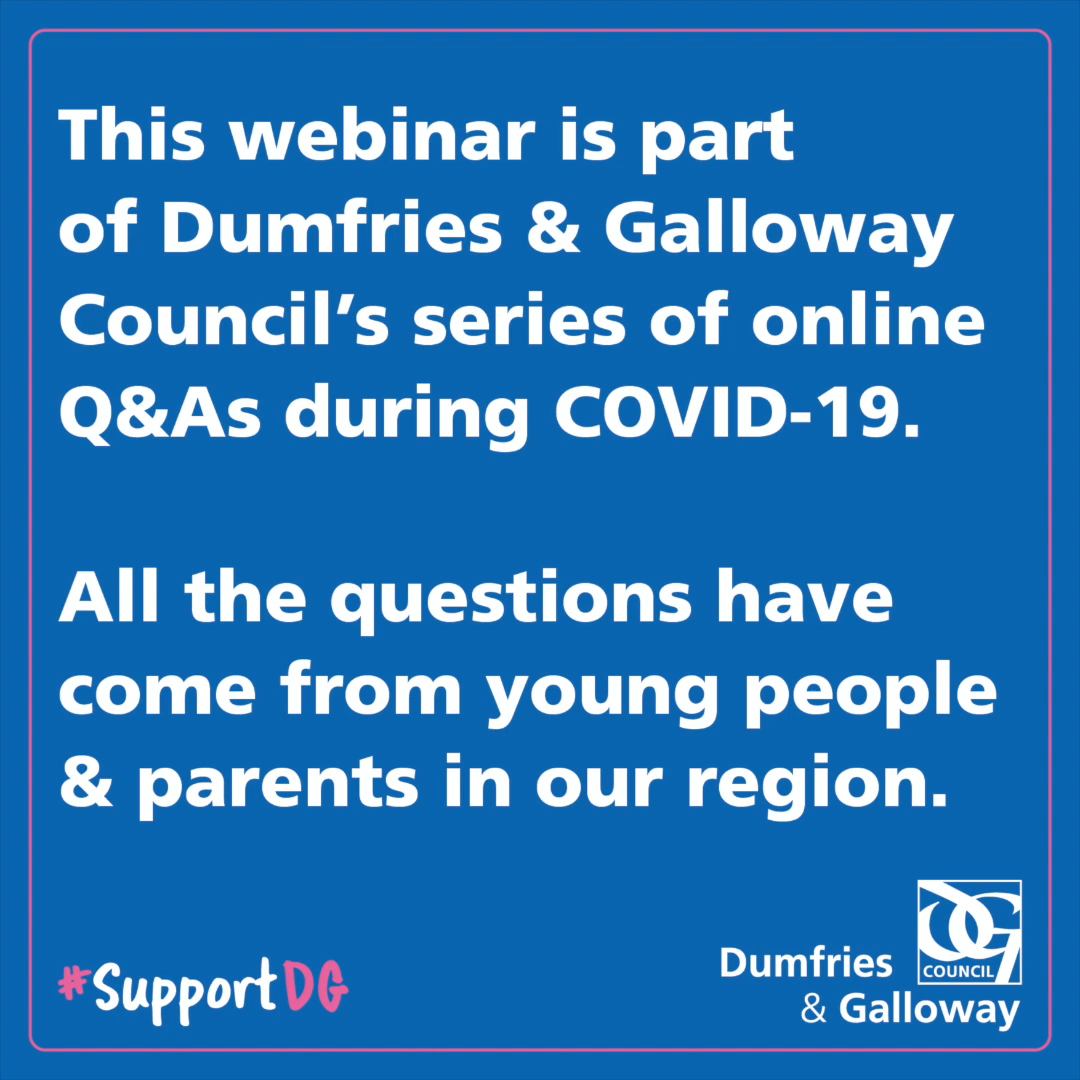 This webinar is part
of Dumfries & Galloway
Council’s series of online
Q&As during COVID-19.
All the questions have
come from young people
& parents in our region.
#SupportDG
DG
COUNCIL
Dumfries
& Galloway